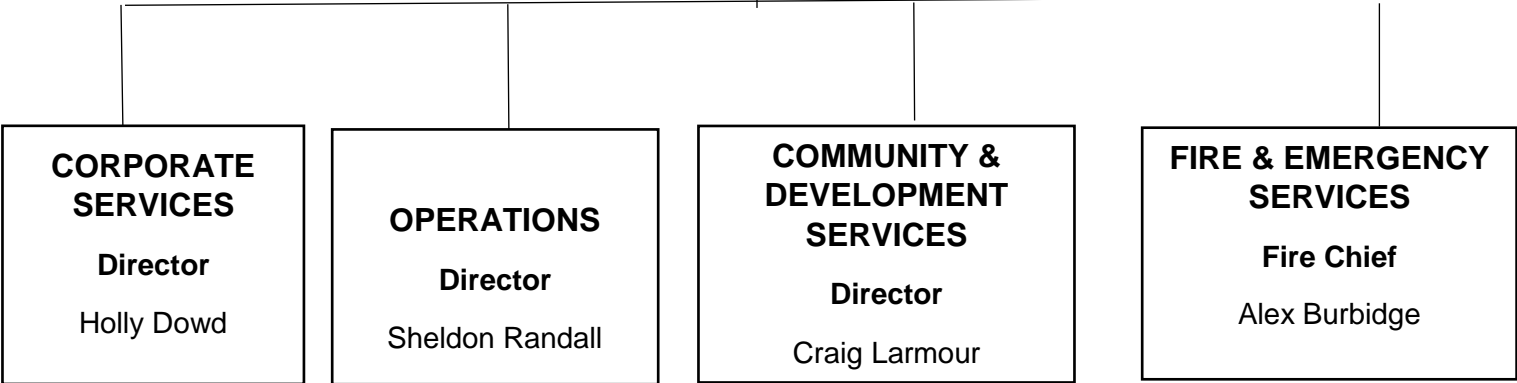 CORPORATE
SERVICES
Director
Holly Dowd
OPERATIONS
Director
Sheldon Randall
COMMUNITY &
DEVELOPMENT
SERVICES
Director
Craig Larmour
FIRE & EMERGENCY
SERVICES
Fire Chief
Alex Burbidge